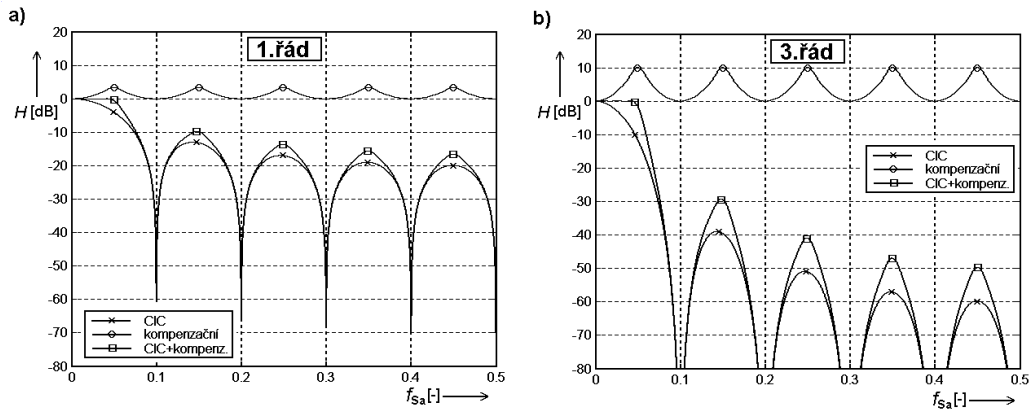 a)
1.řád
20
10
0
-10
-20
-30
-40
-50
-60
-70
-80
H [dB]
CIC
kompenzační
CIC+kompenz.
0
0.1
0.2
0.3
0.4
0.5
fSa[-]
b)
3.řád
20
10
0
-10
-20
-30
-40
-50
-60
-70
-80
H [dB]
CIC
kompenzační
CIC+kompenz.
0
0.1
0.2
0.3
0.4
0.5
fSa[-]